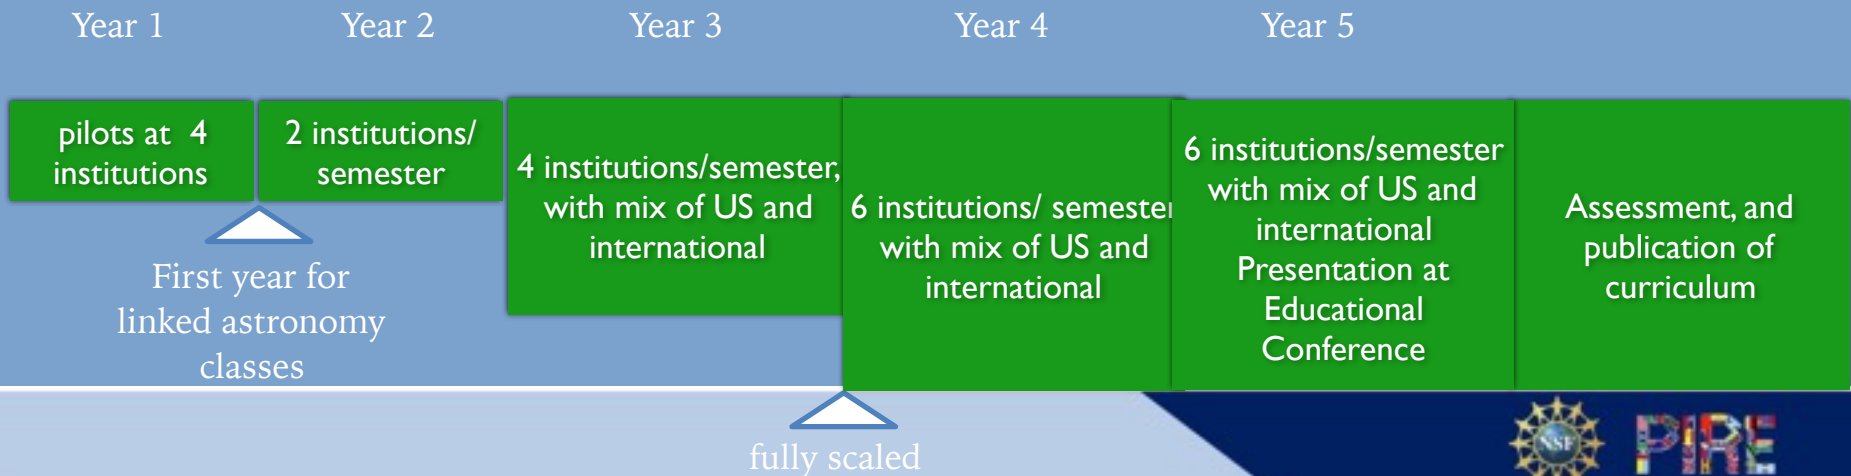 Year 1
Year 2
Year 3
Year 4
Year 5
pilots at 4
institutions
2 institutions/
semester
4 institutions/semester,
with mix of US and
international
6 institutions/ semester
with mix of US and
international
6 institutions/semester
with mix of US and
international
Presentation at
Educational
Conference
Assessment, and
publication of
curriculum
First year for
linked astronomy
classes
fully scaled
NSF
PIRE